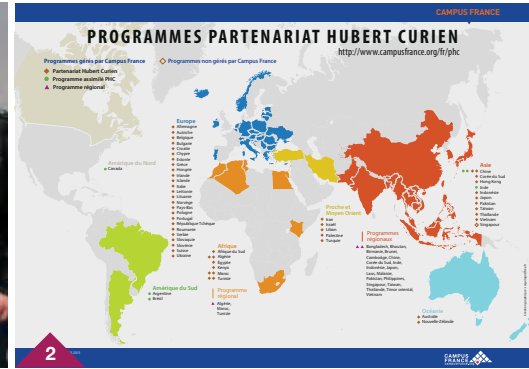 CAMPUS FRANCE
PROGRAMMES PARTENARIAT HUBERT CURIEN
http://www.campusfrance.org/fr/phc
Programmes gérés par Campus France
Programmes non gérés par Campus France
Partenariat Hubert Curien
Programme assimilé PHC
Programme régional
Europe
Allemagne
Autriche
Belgique
Bulgarie
Croatie
Chypre
Estonie
Grèce
Hongrie
Irlande
Islande
Italie
Lettonie
Lituanie
Norvège
Pays-Bas
Pologne
Portugal
République Tchèque
Roumanie
Serbie
Slovaquie
Slovénie
Suisse
Ukraine
Amérique du Nord
Canada
Asie
Chine
Corée du Sud
Hong Kong
Inde
Indonésie
Japon
Pakistan
Taiwan
Thaïlande
Vietnam
Singapour
Proche et
Moyen Orient
Iran
Israël
Liban
Palestine
Turquie
Programmes
régionaux
Bangladesh, Bhoutan,
Birmanie, Brunei,
Cambodge, Chine,
Corée du Sud, Inde,
Indonésie, Japon,
Laos, Malaisie,
Pakistan, Philippines,
Singapour, Taiwan,
Thaïlande, Timor oriental,
Vietnam
Afrique
Afrique du Sud
Algérie
Égypte
Kenya
Maroc
Tunisie
Programme
régional
Algérie,
Maroc,
Tunisie
Amérique du Sud
Argentine
Brésil
Océanie
Australie
Nouvelle-Zélande
2
CAMPUS
FRANCE